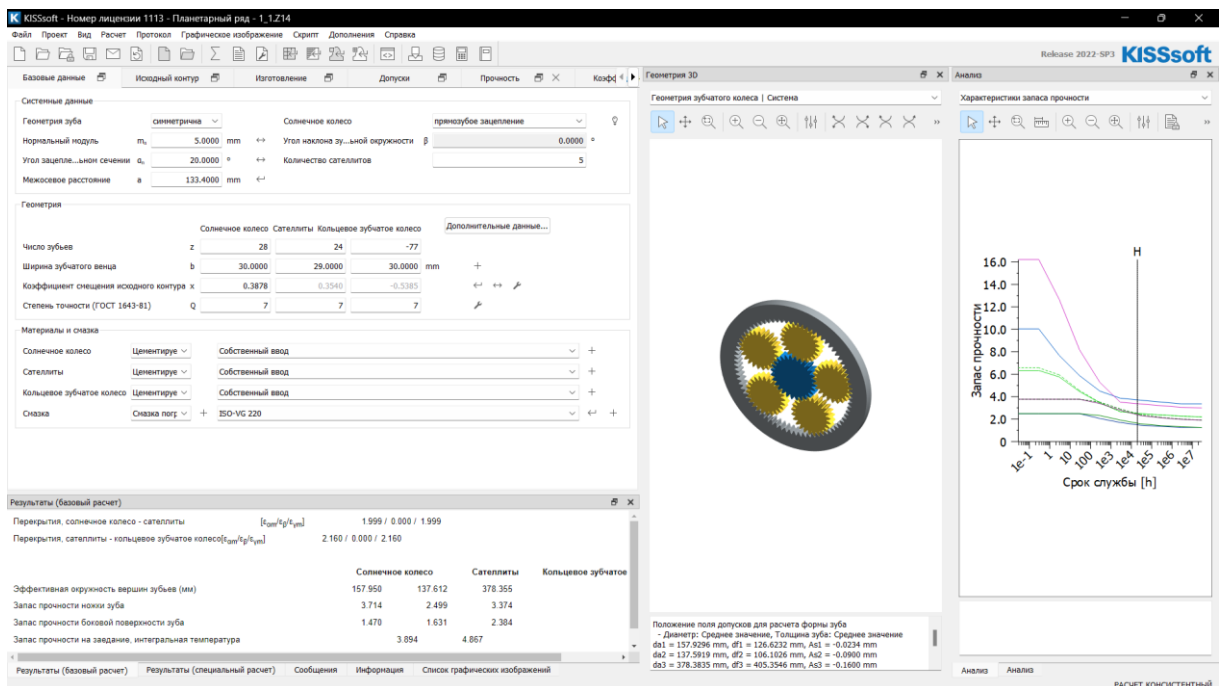 KISSsoft - Номер лицензии 1113 - Планетарный ряд - 1_1.Z14
Файл Проект Вид Расчет Протокол Графическое изображение Скрипт Дополнения Справка
Release 2022-SP3 KISSsoft
Базовые данные Исходный контур Изготовление Допуски Прочность Коэфф
Системные данные
Геометрия зуба симметрична Солнечное колесо прямозубое зацепление
Нормальный модуль mn 5.0000 mm Угол наклона зу...ьной окружности β 0.0000 °
Угол зацепле...ьном сечении αn 20.0000 ° Количество сателлитов 5
Межосевое расстояние a 133.4000 mm
Геометрия
Солнечное колесо Сателлиты Кольцевое зубчатое колесо Дополнительные данные...
Число зубьев z 28 24 -77
Ширина зубчатого венца b 30.0000 29.0000 30.0000 mm
Коэффициент смещения исходного контура x 0.3878 0.3540 -0.5385
Степень точности (ГОСТ 1643-81) Q 7 7 7
Материалы и смазка
Солнечное колесо Цементируе Собственный ввод
Сателлиты Цементируе Собственный ввод
Кольцевое зубчатое колесо Цементируе Собственный ввод
Смазка Смазка погр ISO-VG 220
Результаты (базовый расчет)
Перекрытия, солнечное колесо - сателлиты [εαm/εβ/εγm] 1.999 / 0.000 / 1.999
Перекрытия, сателлиты - кольцевое зубчатое колесо[εαm/εβ/εγm] 2.160 / 0.000 / 2.160
Солнечное колесо Сателлиты Кольцевое зубчатое
Эффективная окружность вершин зубьев (мм) 157.950 137.612 378.355
Запас прочности ножки зуба 3.714 2.499 3.374
Запас прочности боковой поверхности зуба 1.470 1.631 2.384
Запас прочности на заедание, интегральная температура 3.894 4.867
Результаты (базовый расчет) Результаты (специальный расчет) Сообщения Информация Список графических изображений
Геометрия 3D
Геометрия зубчатого колеса | Система
Положение поля допусков для расчета формы зуба
- Диаметр: Среднее значение, Толщина зуба: Среднее значение
da1 = 157.9296 mm, df1 = 126.6232 mm, As1 = -0.0234 mm
da2 = 137.5919 mm, df2 = 106.1026 mm, As2 = -0.0900 mm
da3 = 378.3835 mm, df3 = 405.3546 mm, As3 = -0.1600 mm
Анализ
Характеристики запаса прочности
H
16.0
14.0
12.0
10.0
8.0
6.0
4.0
2.0
0
Запас прочности
1e-1 1 10 100 1e3 1e4 1e5 1e6 1e7
Срок службы [h]
Анализ Анализ
РАСЧЕТ КОНСИСТЕНТНЫЙ